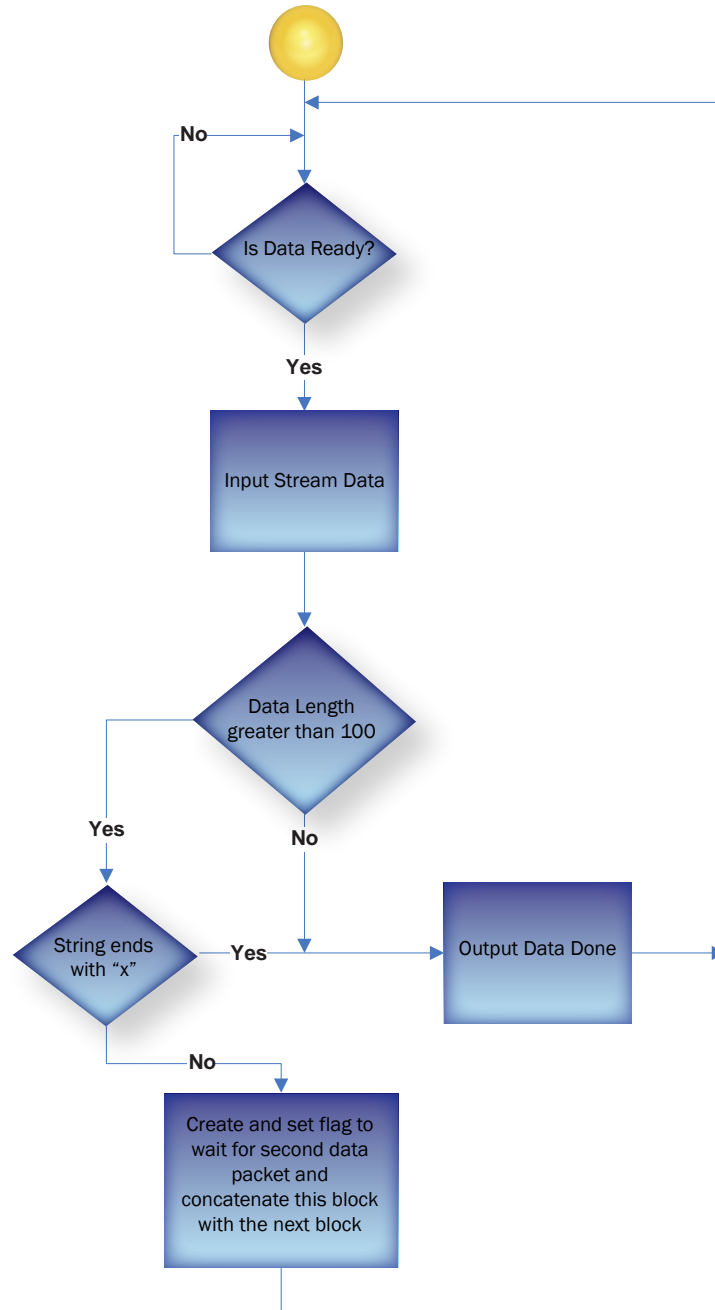 No
Is Data Ready?
Yes
Input Stream Data
Data Length
greater than 100
Yes
No
String ends
with “x”
Yes
Output Data Done
No
Create and set flag to
wait for second data
packet and
concatenate this block
with the next block